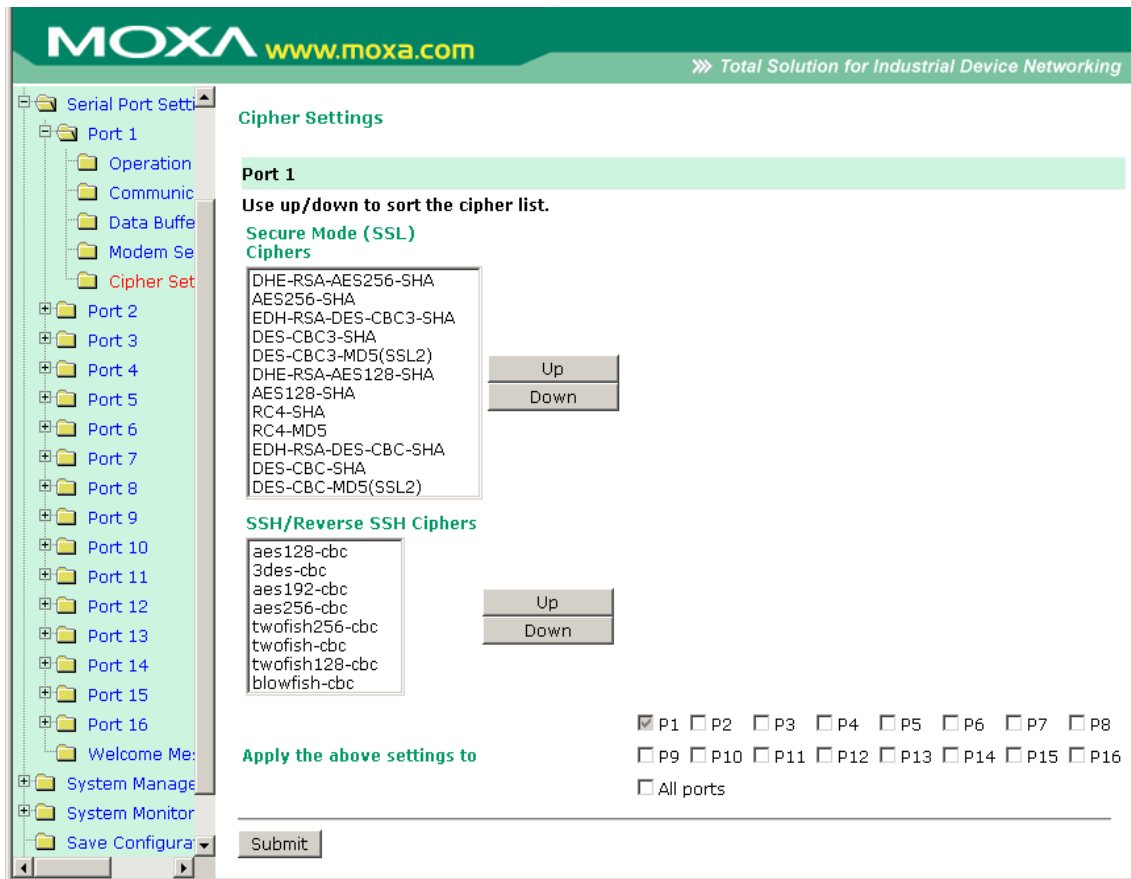 MOXA www.moxa.com
Total Solution for Industrial Device Networking
Serial Port Setti
Port 1
Operation
Communic
Data Buffe
Modem Se
Cipher Set
Port 2
Port 3
Port 4
Port 5
Port 6
Port 7
Port 8
Port 9
Port 10
Port 11
Port 12
Port 13
Port 14
Port 15
Port 16
Welcome Me
System Manage
System Monitor
Save Configura
Cipher Settings
Port 1
Use up/down to sort the cipher list.
Secure Mode (SSL)
Ciphers
DHE-RSA-AES256-SHA
AES256-SHA
EDH-RSA-DES-CBC3-SHA
DES-CBC3-SHA
DES-CBC3-MD5(SSL2)
DHE-RSA-AES128-SHA
AES128-SHA
RC4-SHA
RC4-MD5
EDH-RSA-DES-CBC-SHA
DES-CBC-SHA
DES-CBC-MD5(SSL2)
Up
Down
SSH/Reverse SSH Ciphers
aes128-cbc
3des-cbc
aes192-cbc
aes256-cbc
twofish256-cbc
twofish-cbc
twofish128-cbc
blowfish-cbc
Up
Down
Apply the above settings to
P1 P2 P3 P4 P5 P6 P7 P8
P9 P10 P11 P12 P13 P14 P15 P16
All ports
Submit